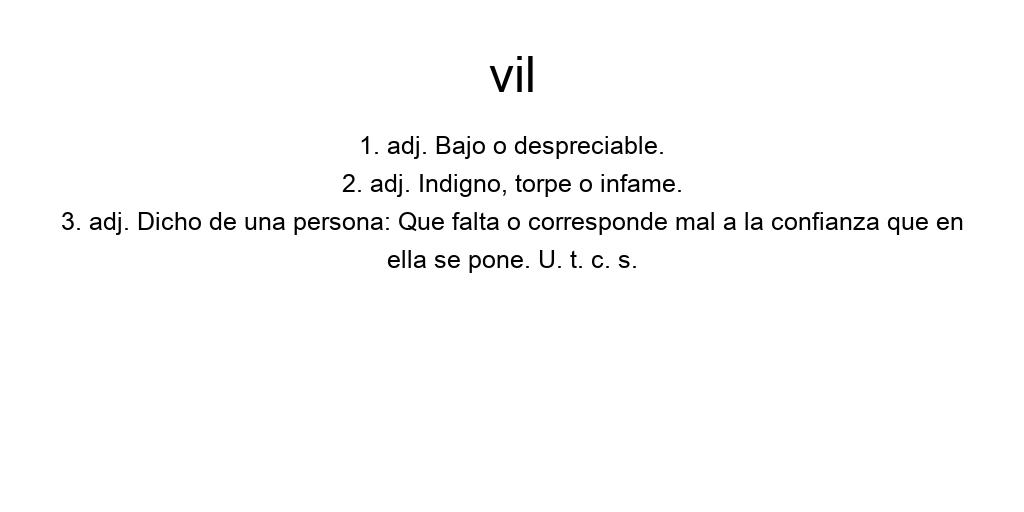 vil
1. adj. Bajo o despreciable.
2. adj. Indigno, torpe o infame.
3. adj. Dicho de una persona: Que falta o corresponde mal a la confianza que en
ella se pone. U. t. c. s.